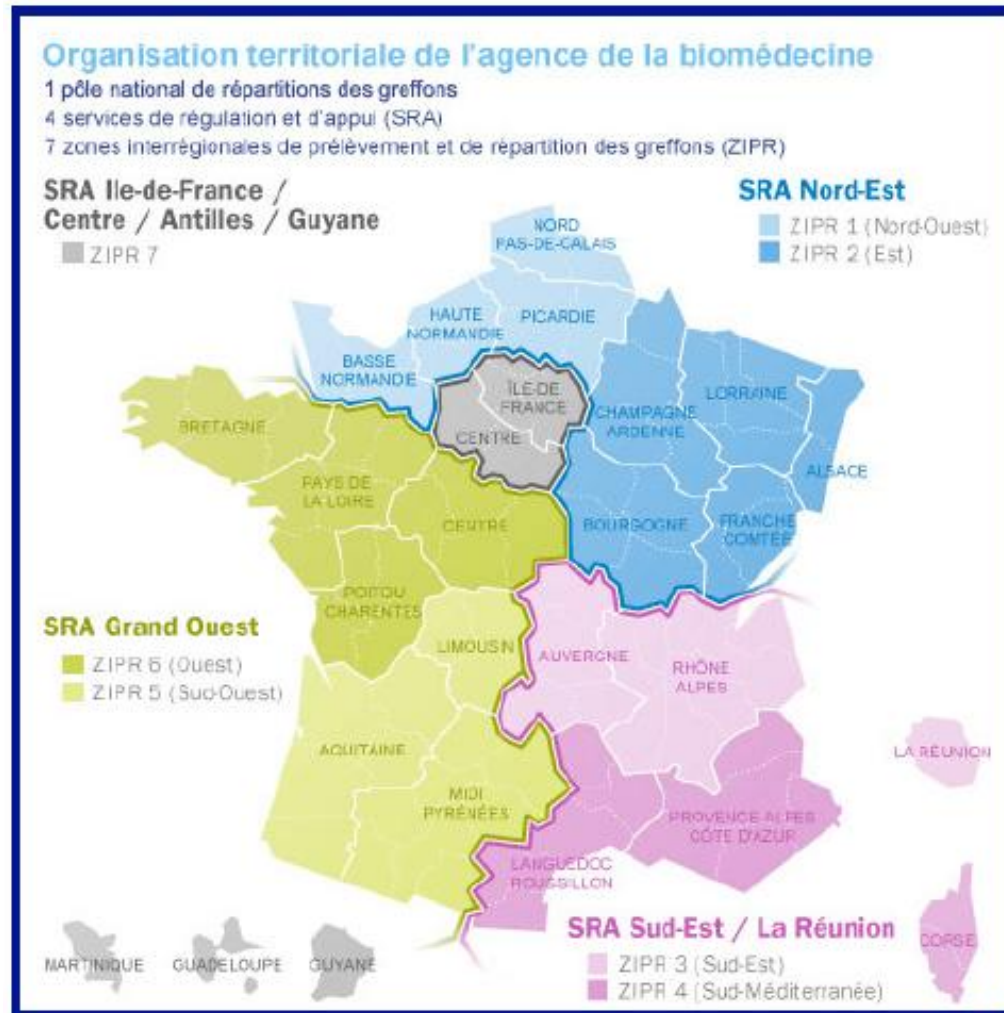 Organisation territoriale de l'agence de la biomédecine
1 pôle national de répartitions des greffons
4 services de régulation et d'appui (SRA)
7 zones interrégionales de prélèvement et de répartition des greffons (ZIPR)
SRA Ile-de-France /
Centre / Antilles / Guyane
ZIPR 7
SRA Nord-Est
ZIPR 1 (Nord-Ouest)
ZIPR 2 (Est)
NORD
PAS-DE-CALAIS
HAUTE
NORMANDIE
PICARDIE
BASSE
NORMANDIE
ÎLE-DE
FRANCE
CENTRE
CHAMPAGNE
ARDENNE
LORRAINE
ALSACE
BRETAGNE
PAYS DE
LA LOIRE
CENTRE
BOURGOGNE
FRANCHE
COMTÉE
POITOU
CHARENTES
SRA Grand Ouest
ZIPR 6 (Ouest)
ZIPR 5 (Sud-Ouest)
LIMOUSIN
AUVERGNE
RHÔNE
ALPES
AQUITAINE
MIDI
PYRÉNÉES
LA RÉUNION
PROVENCE-ALPES
CÔTE D'AZUR
LANGUEDOC
ROUSSILLON
SRA Sud-Est / La Réunion
ZIPR 3 (Sud-Est)
ZIPR 4 (Sud-Méditerranée)
CORSE
MARTINIQUE
GUADELOUPE
GUYANE